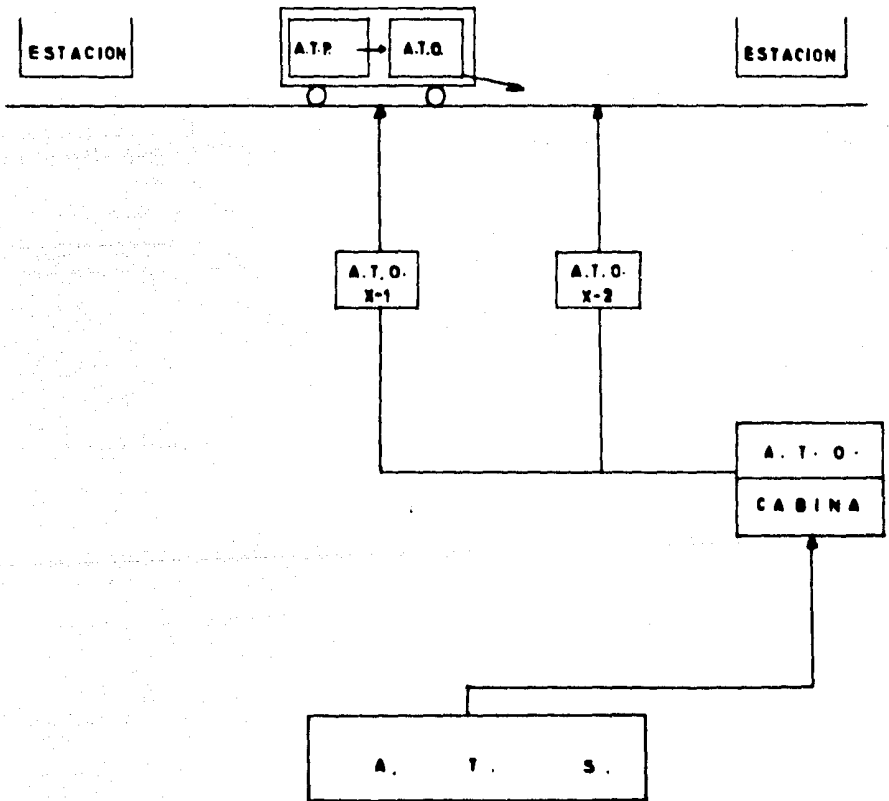 ESTACION
A.T.P.
A.T.O.
ESTACION
A.T.O.
X-1
A.T.O.
X-2
A.T.O.
CABINA
A. T. S.